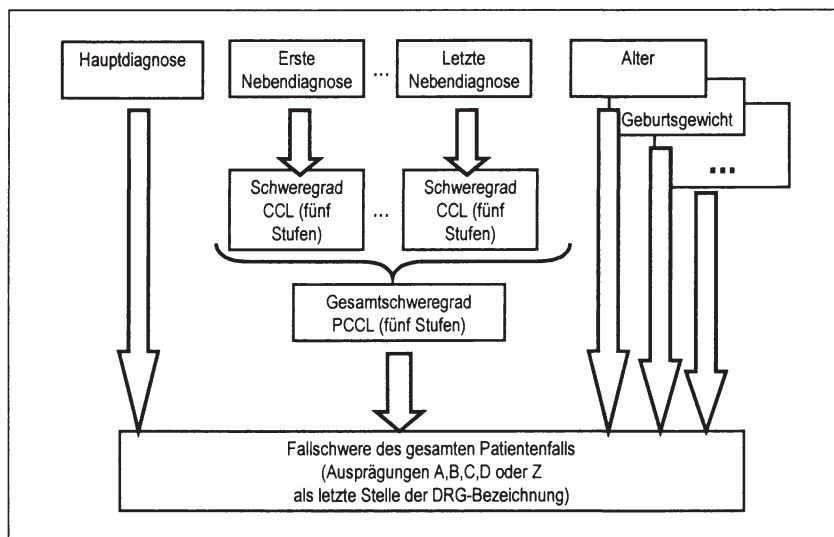 Hauptdiagnose
Erste
Nebendiagnose
...
Letzte
Nebendiagnose
Alter
Geburtsgewicht
...
Schweregrad
CCL (fünf
Stufen)
...
Schweregrad
CCL (fünf
Stufen)
Gesamtschweregrad
PCCL (fünf Stufen)
Fallschwere des gesamten Patientenfalls
(Ausprägungen A,B,C,D oder Z
als letzte Stelle der DRG-Bezeichnung)